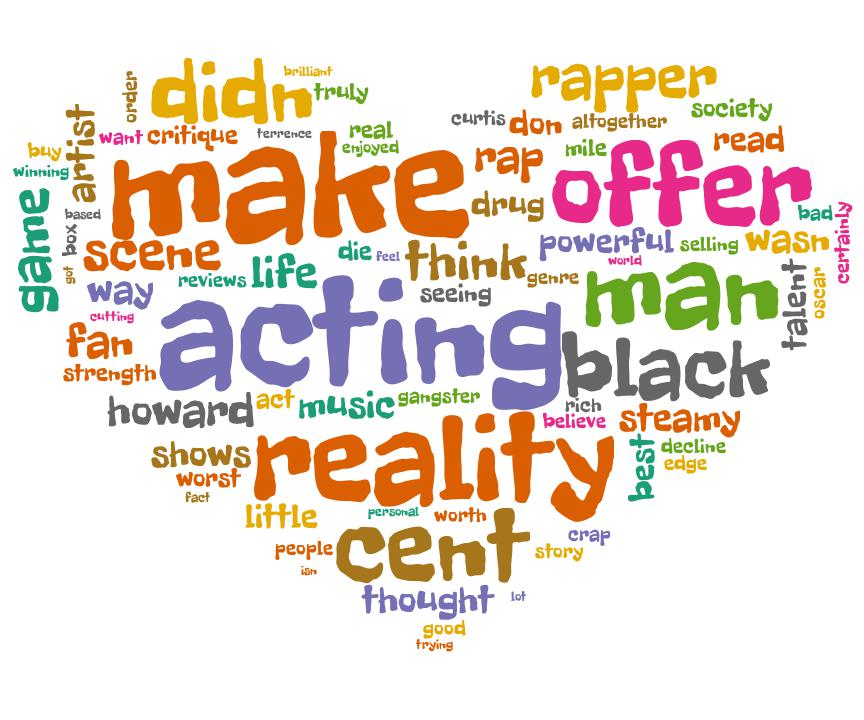 brilliant
didn
truly
rapper
order
society
curtis
don
altogether
want
critique
terrence
real
enjoyed
artist
buy
winning
make
rap
mile
read
offer
drug
bad
certainly
game
based
box
got
scene
die
feel
think
powerful
selling
wasn
world
genre
reviews
life
way
seeing
man
talent
oscar
cutting
acting
fan
strength
black
howard
act
music
gangster
rich
believe
steamy
shows
worst
fact
reality
best
decline
edge
little
personal
worth
cent
people
isn
crap
story
thought
lot
good
trying